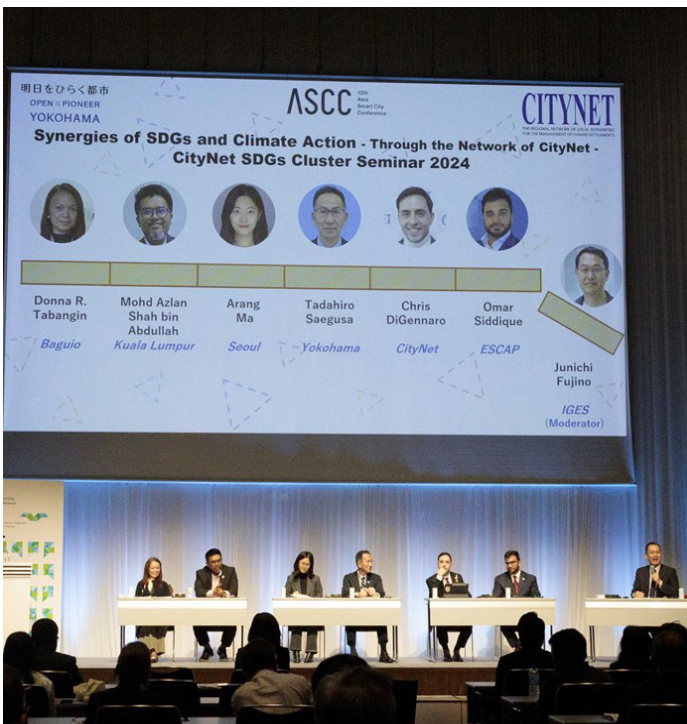 明日をひらく都市
OPEN × PIONEER
YOKOHAMA
ASCC
13th
Asia
Smart City
Conference
CITYNET
THE REGIONAL NETWORK OF LOCAL AUTHORITIES
FOR THE MANAGEMENT OF HUMAN SETTLEMENTS
Synergies of SDGs and Climate Action - Through the Network of CityNet -
CityNet SDGs Cluster Seminar 2024
Donna R.
Tabangin
Baguio
Mohd Azlan
Shah bin
Abdullah
Kuala Lumpur
Arang
Ma
Seoul
Tadahiro
Saegusa
Yokohama
Chris
DiGennaro
CityNet
Omar
Siddique
ESCAP
Junichi
Fujino
IGES
(Moderator)